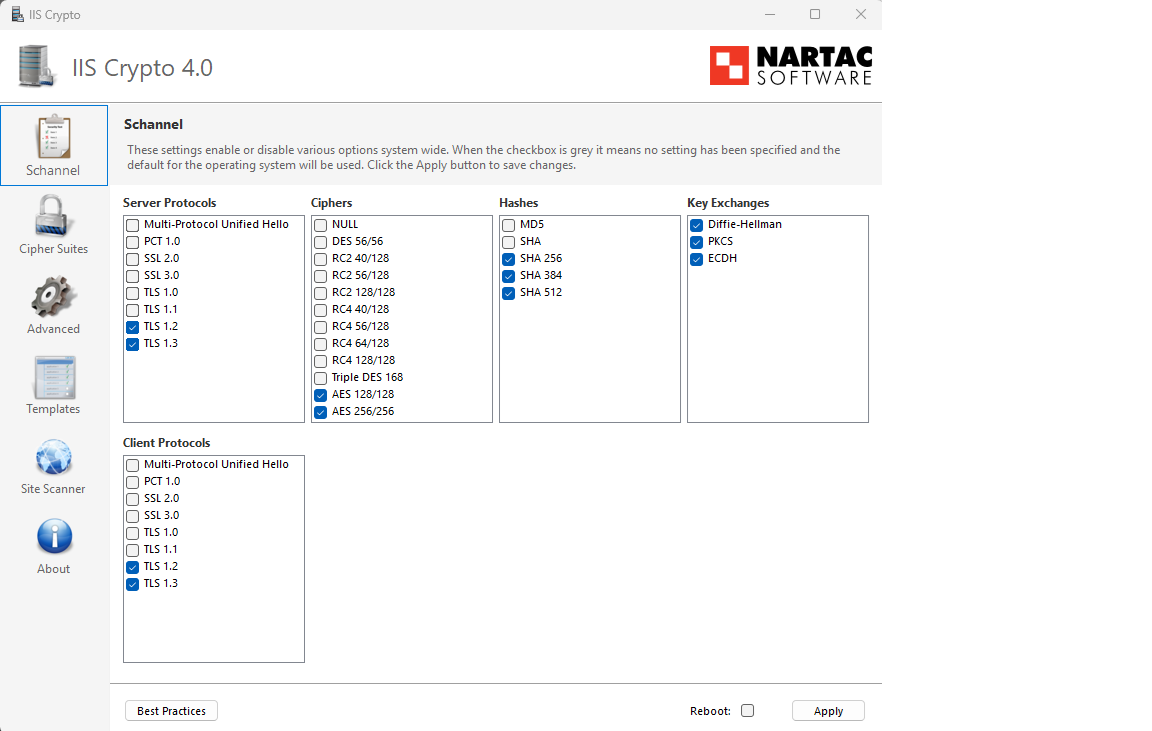 IIS Crypto
IIS Crypto 4.0
NARTAC
SOFTWARE
Schannel
Cipher Suites
Advanced
Templates
Site Scanner
About
Schannel
These settings enable or disable various options system wide. When the checkbox is grey it means no setting has been specified and the
default for the operating system will be used. Click the Apply button to save changes.
Server Protocols
Multi-Protocol Unified Hello
PCT 1.0
SSL 2.0
SSL 3.0
TLS 1.0
TLS 1.1
TLS 1.2
TLS 1.3
Ciphers
NULL
DES 56/56
RC2 40/128
RC2 56/128
RC2 128/128
RC4 40/128
RC4 56/128
RC4 64/128
RC4 128/128
Triple DES 168
AES 128/128
AES 256/256
Hashes
MD5
SHA
SHA 256
SHA 384
SHA 512
Key Exchanges
Diffie-Hellman
PKCS
ECDH
Client Protocols
Multi-Protocol Unified Hello
PCT 1.0
SSL 2.0
SSL 3.0
TLS 1.0
TLS 1.1
TLS 1.2
TLS 1.3
Best Practices
Reboot:
Apply